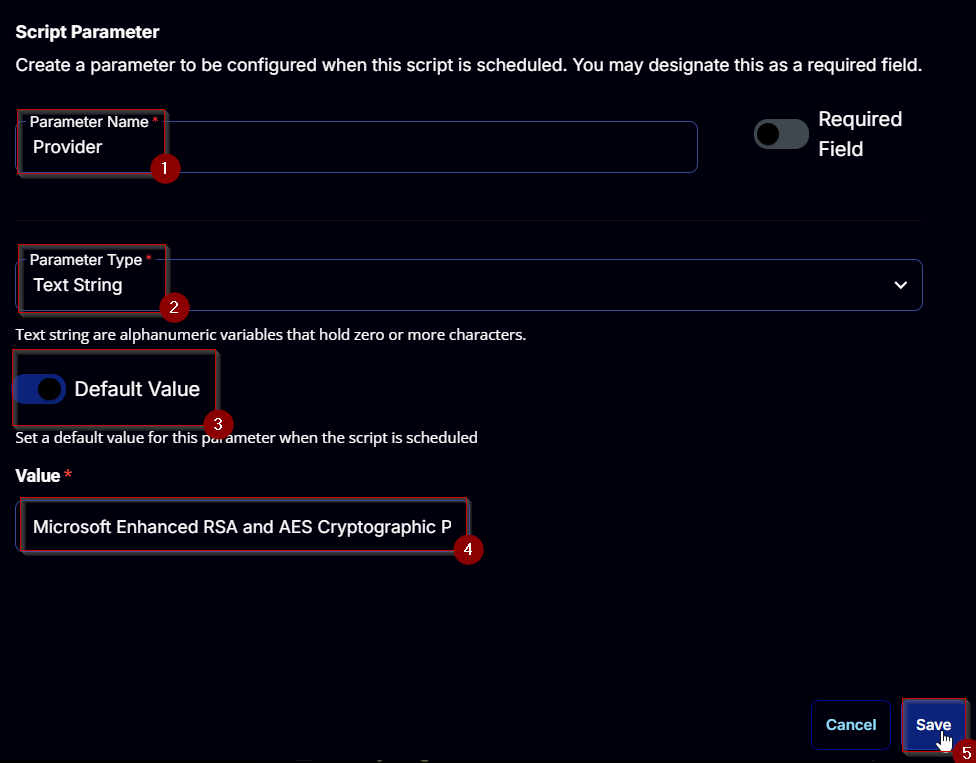 Script Parameter
Create a parameter to be configured when this script is scheduled. You may designate this as a required field.
Parameter Name *
Provider
1
Required
Field
Parameter Type *
Text String
2
Text string are alphanumeric variables that hold zero or more characters.
Default Value
3
Set a default value for this parameter when the script is scheduled
Value *
Microsoft Enhanced RSA and AES Cryptographic P
4
Cancel
Save
5